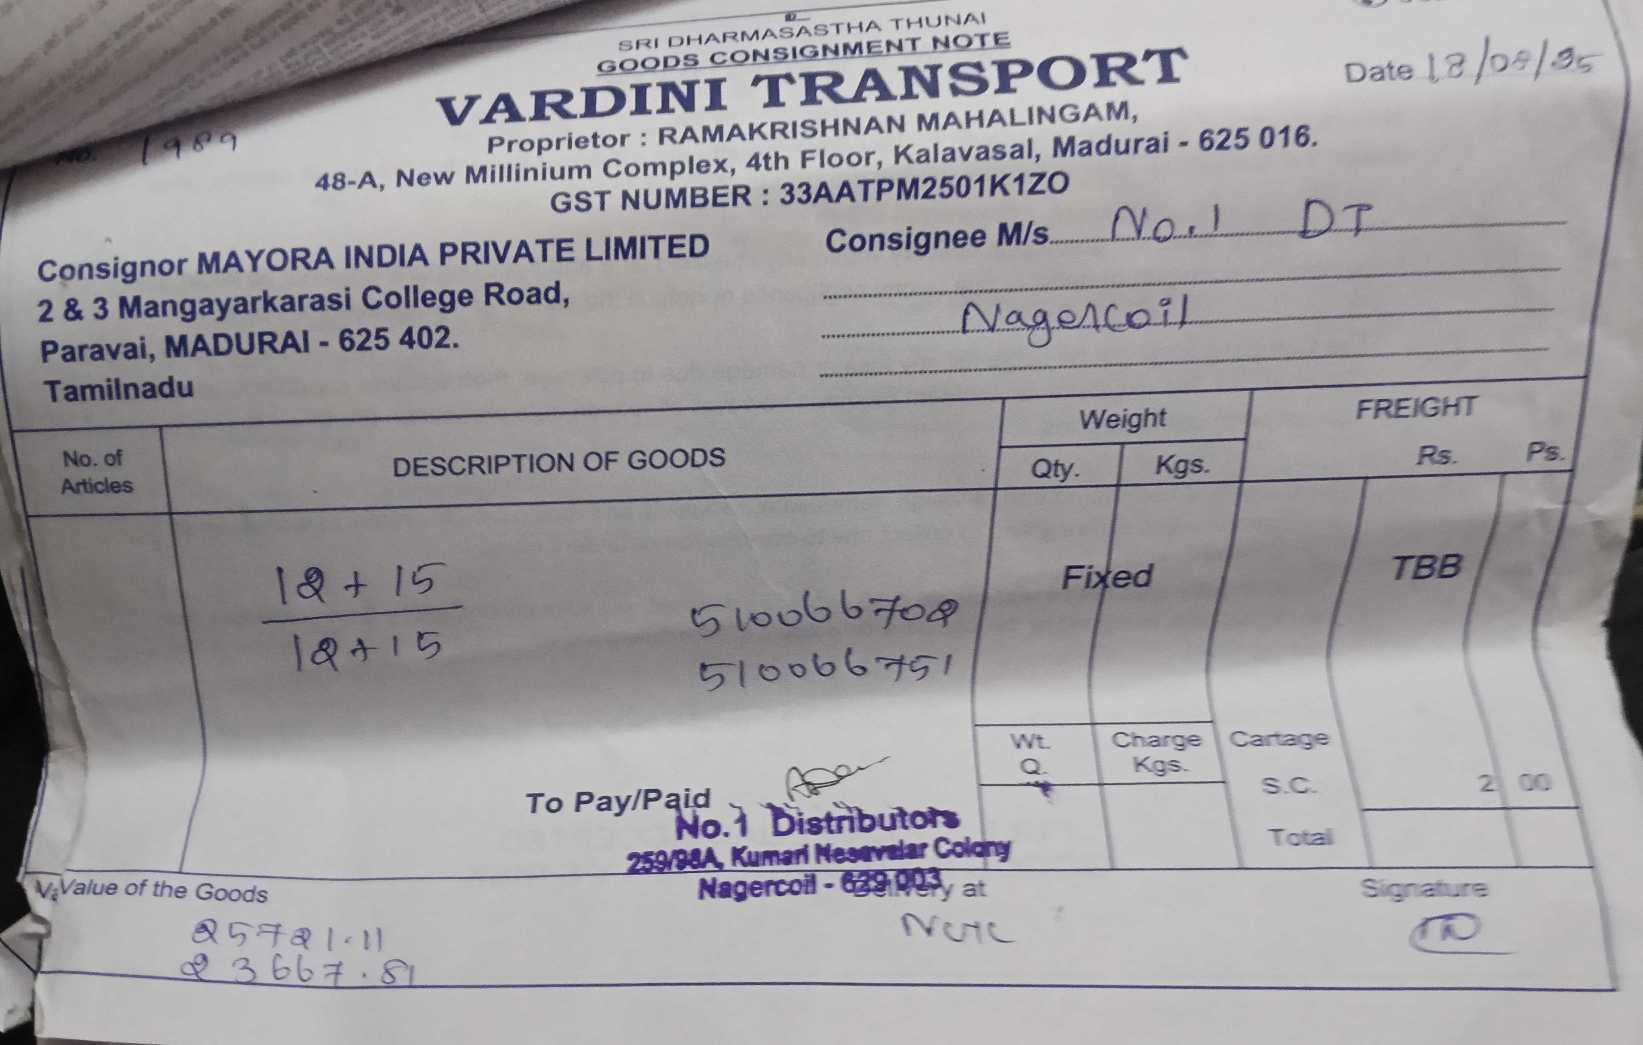 SRI DHARMASASTHA THUNAI
GOODS CONSIGNMENT NOTE
VARDINI TRANSPORT
Date 18/08/25
No. 1989
Proprietor : RAMAKRISHNAN MAHALINGAM,
48-A, New Millinium Complex, 4th Floor, Kalavasal, Madurai - 625 016.
GST NUMBER : 33AATPM2501K1ZO
Consignor MAYORA INDIA PRIVATE LIMITED
2 & 3 Mangayarkarasi College Road,
Paravai, MADURAI - 625 402.
Tamilnadu
Consignee M/s. No.1 DT
Nagercoil
No. of Articles
DESCRIPTION OF GOODS
Weight
Qty. Kgs.
FREIGHT
Rs. Ps.
12 + 15
12 + 15
510066702
510066751
Fixed
TBB
Wt. Q.
Charge Kgs.
Cartage
S.C. 2 00
Total
To Pay/Paid
No.1 Distributors
259/98A, Kumari Nesavalar Colony
Nagercoil - 629 003
Value of the Goods
25721.11
23667.81
Delivery at
Signature